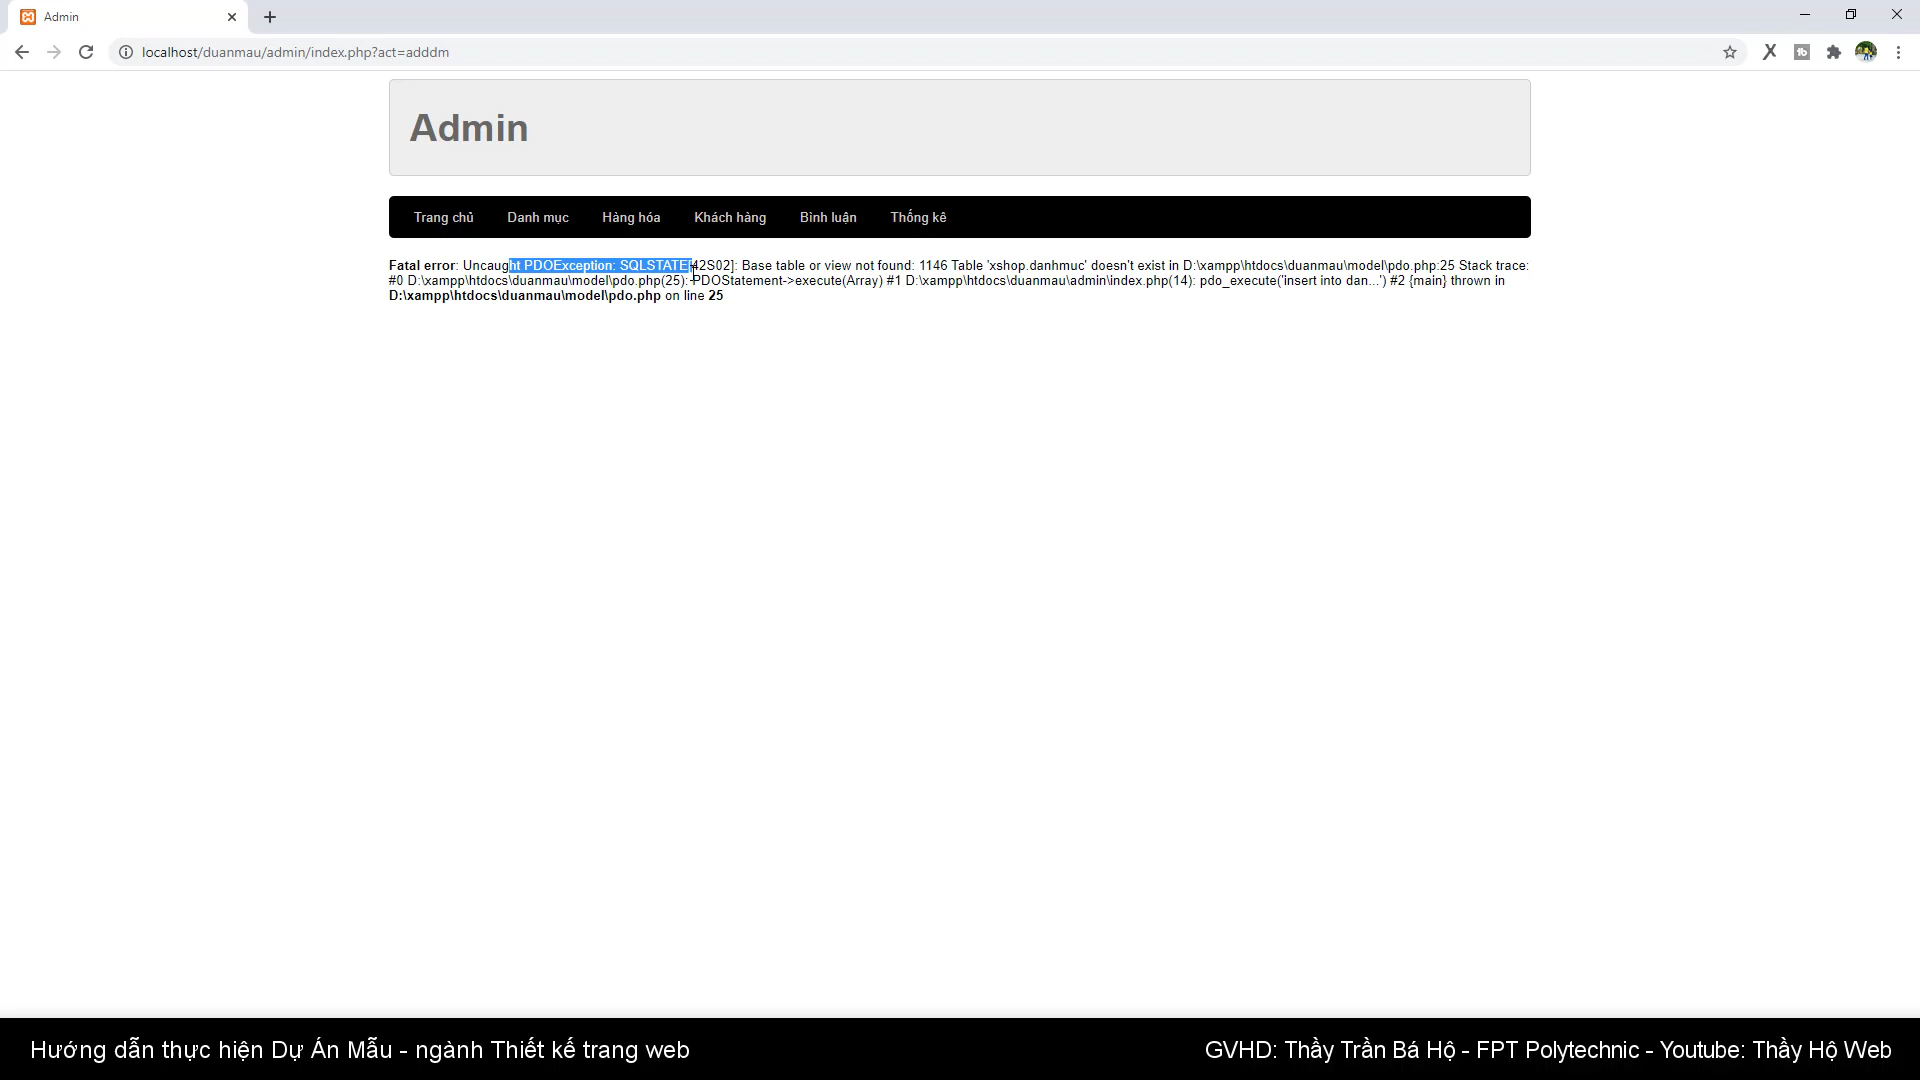 Admin
localhost/duanmau/admin/index.php?act=adddm
Admin
Trang chủ Danh mục Hàng hóa Khách hàng Bình luận Thống kê
Fatal error: Uncaught PDOException: SQLSTATE[42S02]: Base table or view not found: 1146 Table 'xshop.danhmuc' doesn't exist in D:\xampp\htdocs\duanmau\model\pdo.php:25 Stack trace:
#0 D:\xampp\htdocs\duanmau\model\pdo.php(25): PDOStatement->execute(Array) #1 D:\xampp\htdocs\duanmau\admin\index.php(14): pdo_execute('insert into dan...') #2 {main} thrown in
D:\xampp\htdocs\duanmau\model\pdo.php on line 25
Hướng dẫn thực hiện Dự Án Mẫu - ngành Thiết kế trang web
GVHD: Thầy Trần Bá Hộ - FPT Polytechnic - Youtube: Thầy Hộ Web